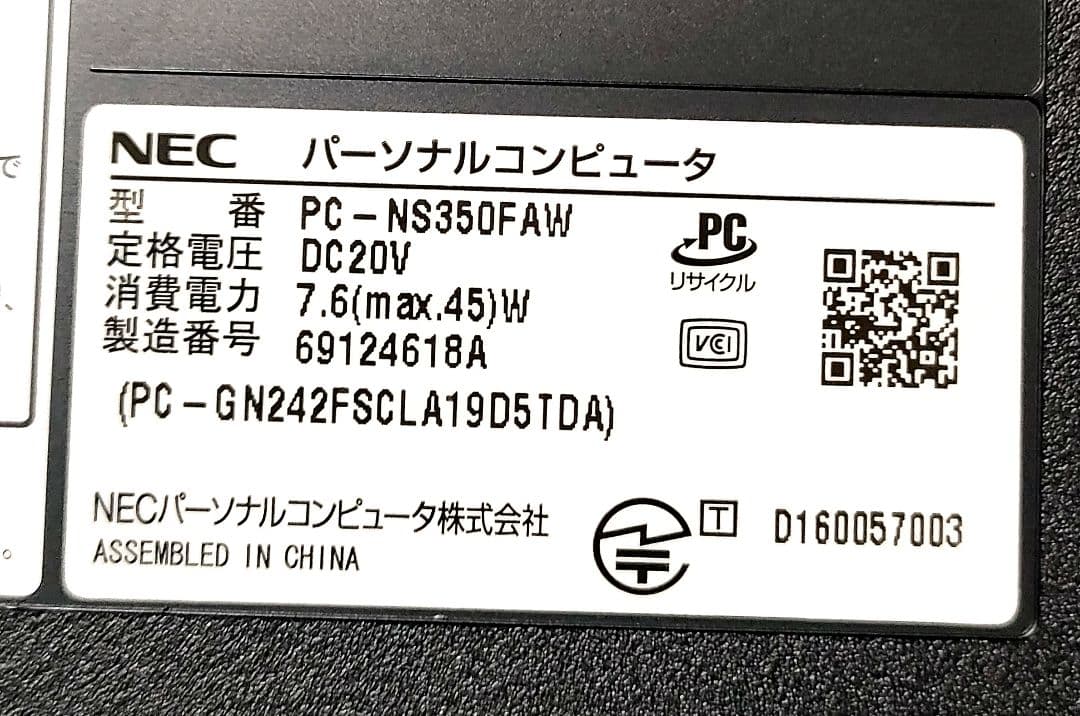 NEC パーソナルコンピュータ
型番 PC-NS350FAW
定格電圧 DC20V
消費電力 7.6(max.45)W
製造番号 69124618A
(PC-GN242FSCLA19D5TDA)
PC
リサイクル
VCI
NECパーソナルコンピュータ株式会社
ASSEMBLED IN CHINA
T D160057003
で
、
。